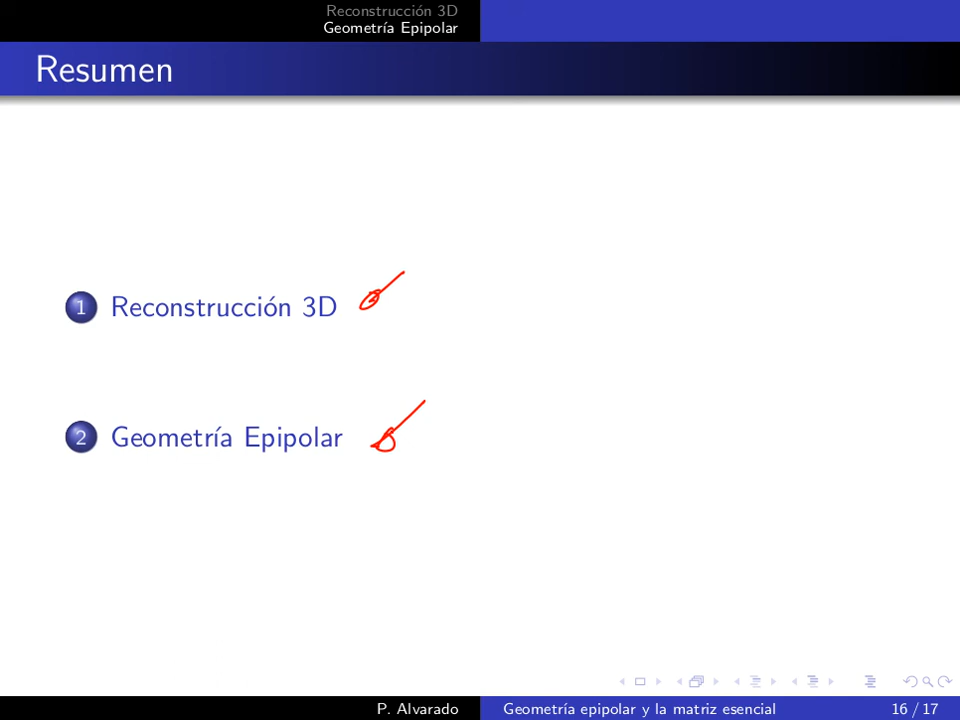 Reconstrucción 3D
Geometría Epipolar
Resumen
1 Reconstrucción 3D
2 Geometría Epipolar
P. Alvarado Geometría epipolar y la matriz esencial 16 / 17